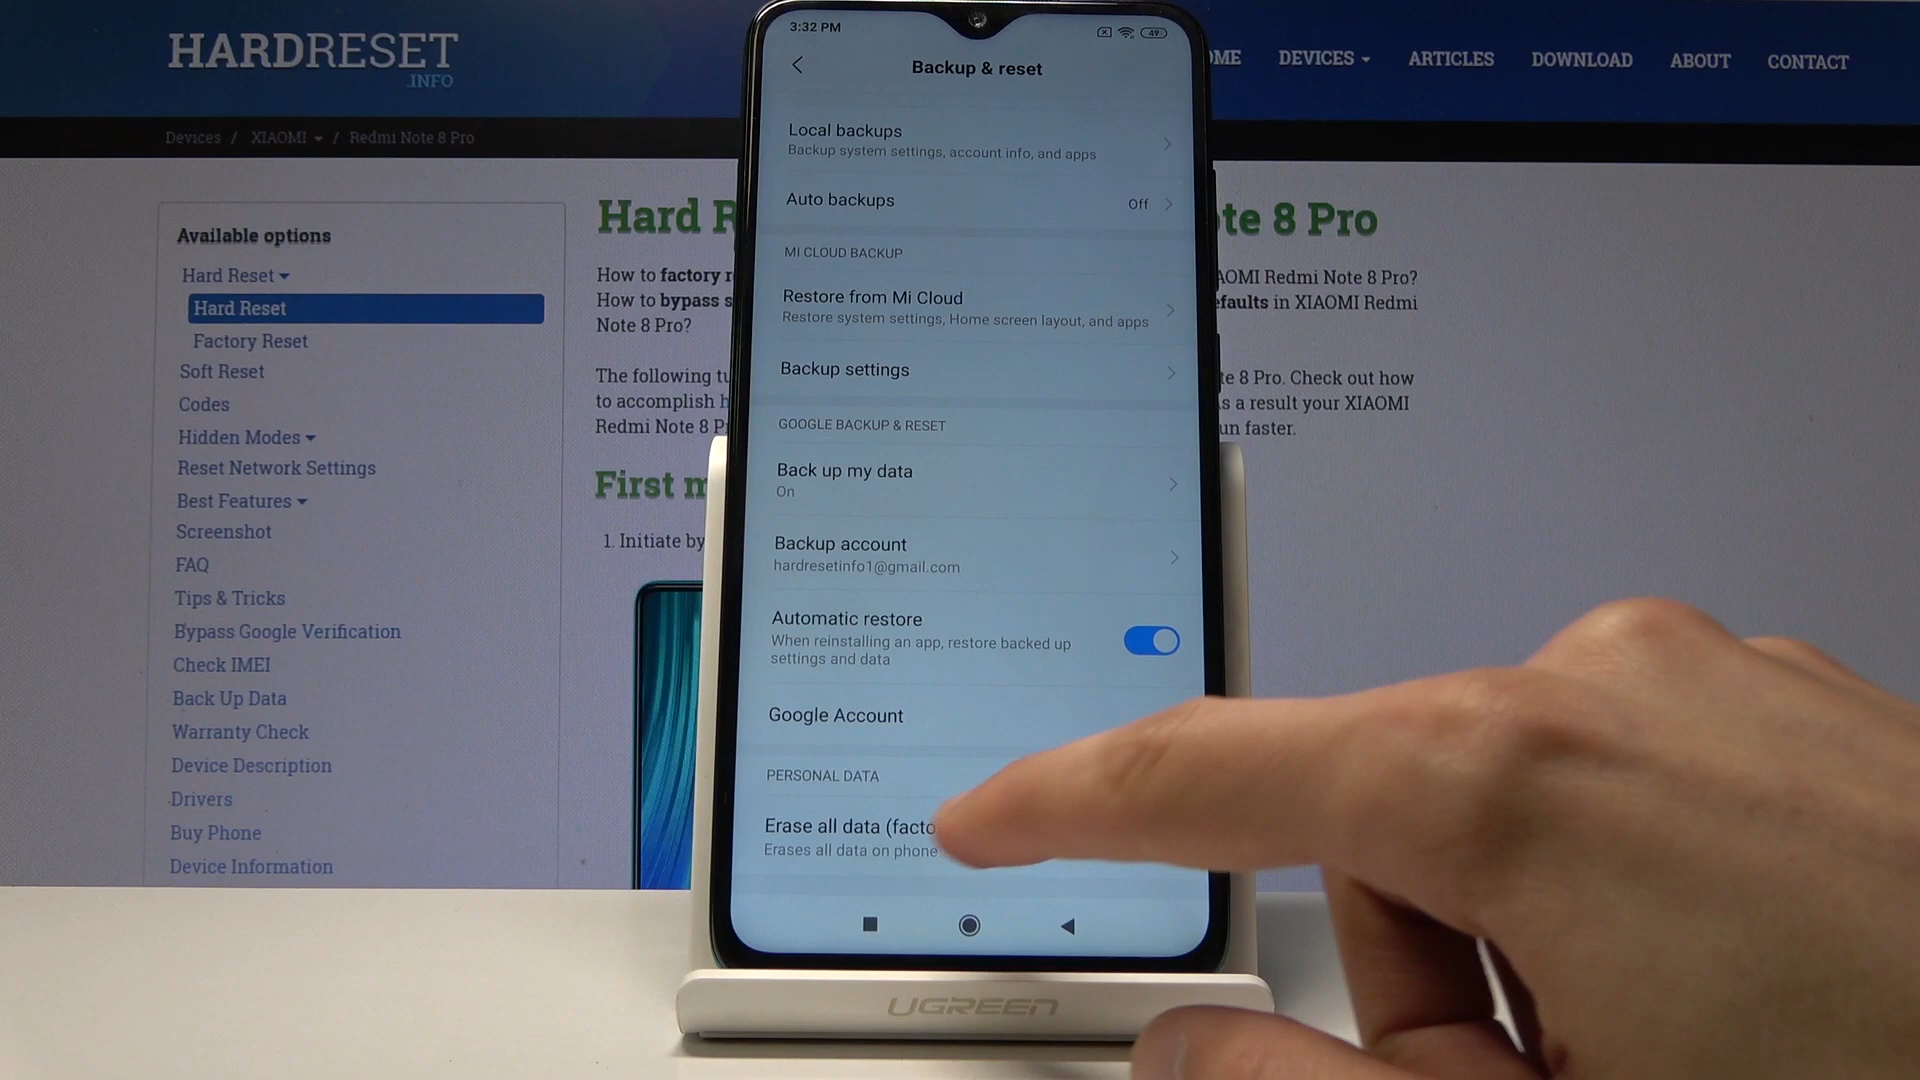 HARDRESET
.INFO
DEVICES
ARTICLES
DOWNLOAD
ABOUT
CONTACT
Devices / XIAOMI / Redmi Note 8 Pro
Available options
Hard Reset
Hard Reset
Factory Reset
Soft Reset
Codes
Hidden Modes
Reset Network Settings
Best Features
Screenshot
FAQ
Tips & Tricks
Bypass Google Verification
Check IMEI
Back Up Data
Warranty Check
Device Description
Drivers
Buy Phone
Device Information
Hard
8 Pro
How to factory
XIAOMI Redmi Note 8 Pro?
How to bypass
in XIAOMI Redmi
Note 8 Pro?
The following
8 Pro. Check out how
to accomplish
a result your XIAOMI
Redmi Note 8
faster.
First
1. Initiate by
3:32 PM
49
Backup & reset
Local backups
Backup system settings, account info, and apps
Auto backups
Off
MI CLOUD BACKUP
Restore from Mi Cloud
Restore system settings, Home screen layout, and apps
Backup settings
GOOGLE BACKUP & RESET
Back up my data
On
Backup account
hardresetinfo1@gmail.com
Automatic restore
When reinstalling an app, restore backed up
settings and data
Google Account
PERSONAL DATA
Erase all data (facto
Erases all data on phone
UGREEN